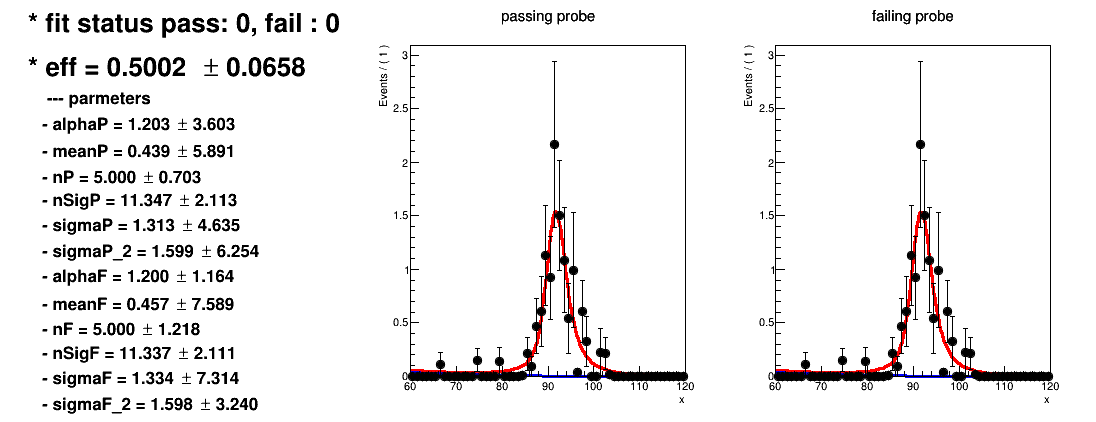 * fit status pass: 0, fail : 0
* eff = 0.5002 ± 0.0658
--- parmeters
- alphaP = 1.203 ± 3.603
- meanP = 0.439 ± 5.891
- nP = 5.000 ± 0.703
- nSigP = 11.347 ± 2.113
- sigmaP = 1.313 ± 4.635
- sigmaP_2 = 1.599 ± 6.254
- alphaF = 1.200 ± 1.164
- meanF = 0.457 ± 7.589
- nF = 5.000 ± 1.218
- nSigF = 11.337 ± 2.111
- sigmaF = 1.334 ± 7.314
- sigmaF_2 = 1.598 ± 3.240
passing probe
Events / ( 1 )
3
2.5
2
1.5
1
0.5
0
60 70 80 90 100 110 120
x
failing probe
Events / ( 1 )
3
2.5
2
1.5
1
0.5
0
60 70 80 90 100 110 120
x